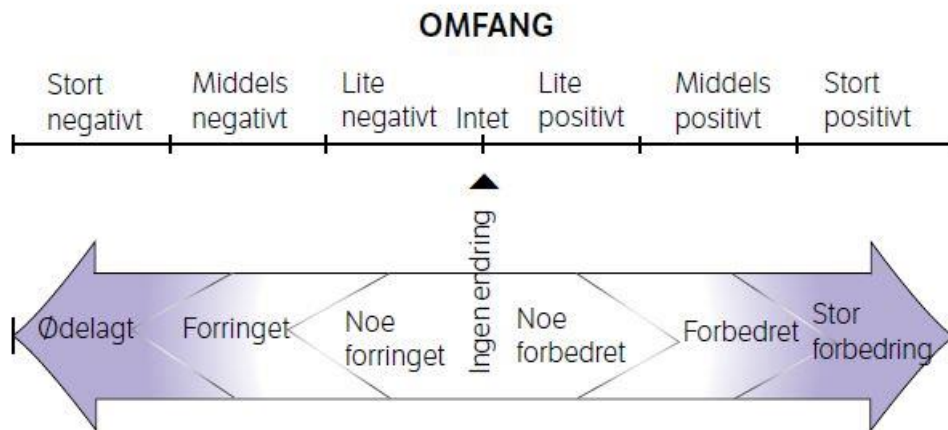 OMFANG
Stort
negativt
Middels
negativt
Lite
negativt
Intet
Lite
positivt
Middels
positivt
Stort
positivt
Ingen endring
Ødelagt
Forringet
Noe
forringet
Noe
forbedret
Forbedret
Stor
forbedring